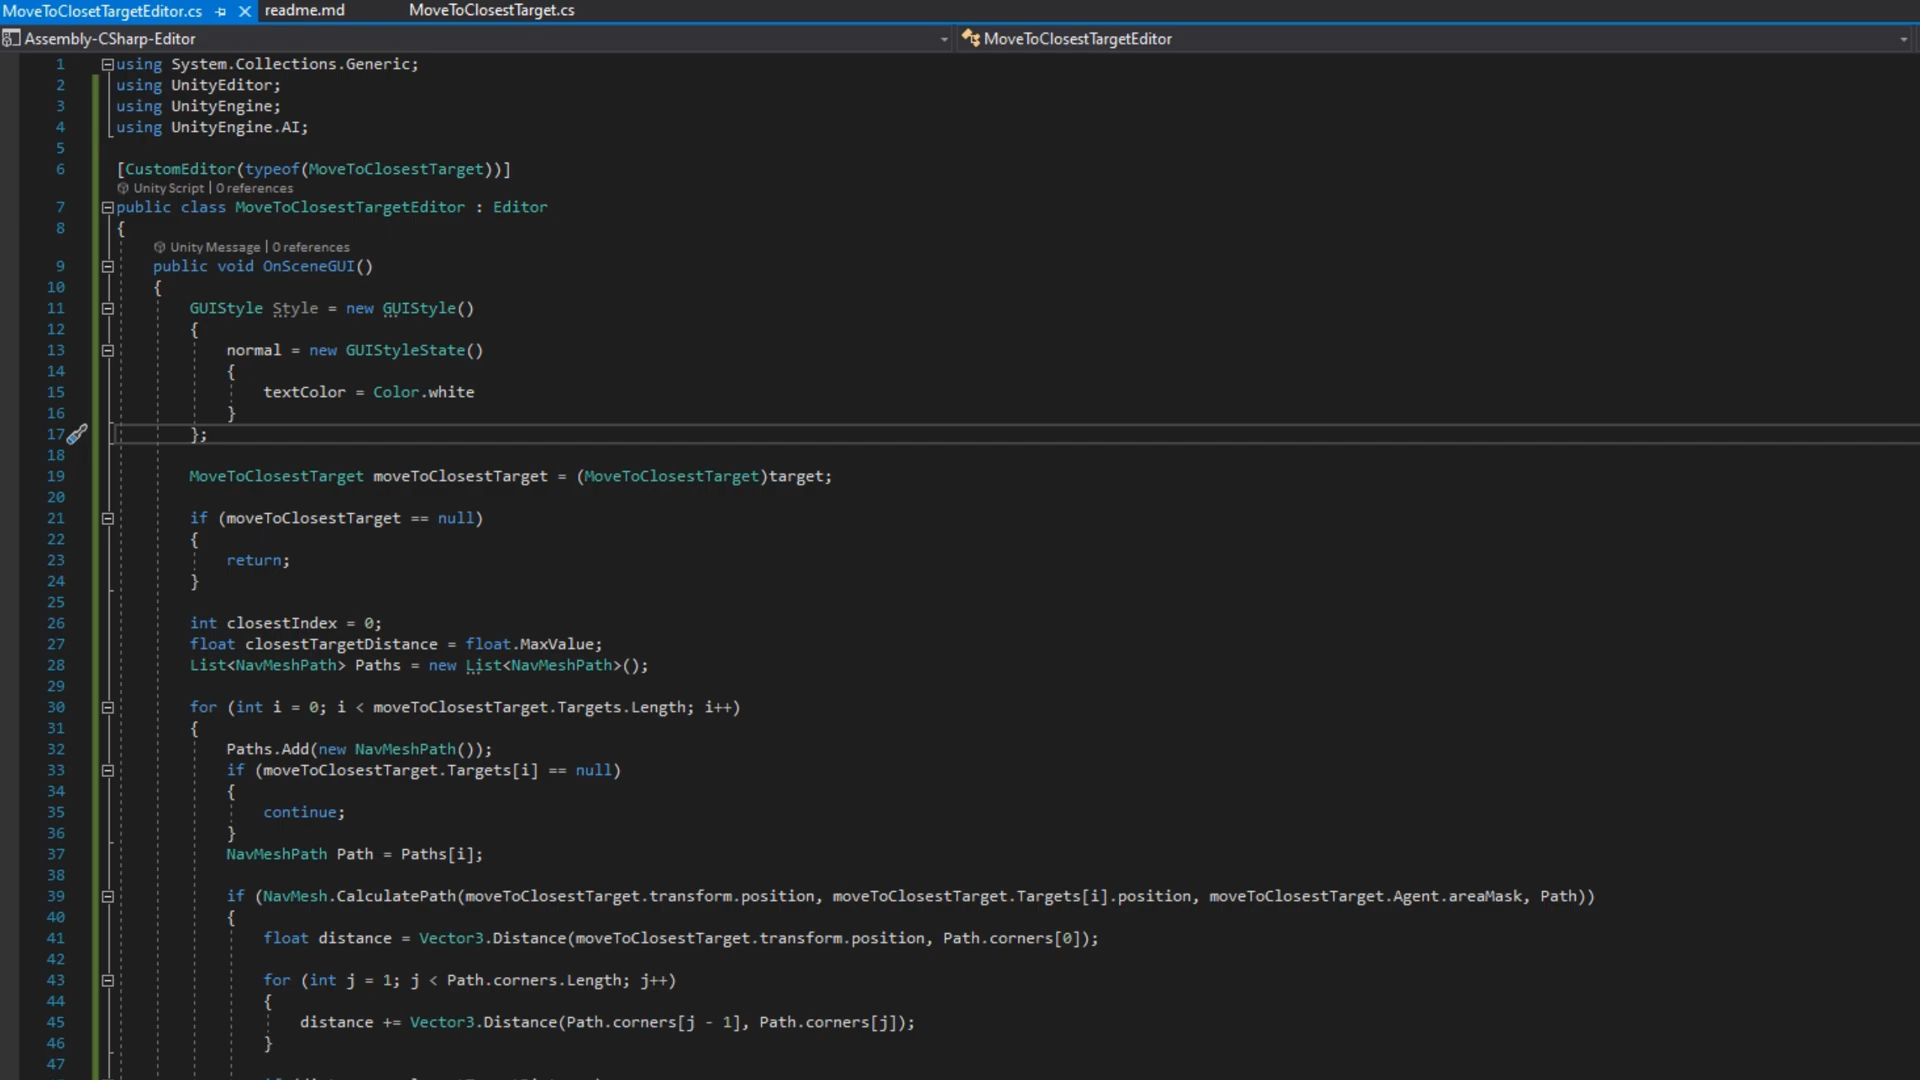 MoveToClosetTargetEditor.cs readme.md MoveToClosestTarget.cs
Assembly-CSharp-Editor MoveToClosestTargetEditor
1 using System.Collections.Generic;
2 using UnityEditor;
3 using UnityEngine;
4 using UnityEngine.AI;
5
6 [CustomEditor(typeof(MoveToClosestTarget))]
Unity Script | 0 references
7 public class MoveToClosestTargetEditor : Editor
8 {
Unity Message | 0 references
9 public void OnSceneGUI()
10 {
11 GUIStyle Style = new GUIStyle()
12 {
13 normal = new GUIStyleState()
14 {
15 textColor = Color.white
16 }
17 };
18
19 MoveToClosestTarget moveToClosestTarget = (MoveToClosestTarget)target;
20
21 if (moveToClosestTarget == null)
22 {
23 return;
24 }
25
26 int closestIndex = 0;
27 float closestTargetDistance = float.MaxValue;
28 List<NavMeshPath> Paths = new List<NavMeshPath>();
29
30 for (int i = 0; i < moveToClosestTarget.Targets.Length; i++)
31 {
32 Paths.Add(new NavMeshPath());
33 if (moveToClosestTarget.Targets[i] == null)
34 {
35 continue;
36 }
37 NavMeshPath Path = Paths[i];
38
39 if (NavMesh.CalculatePath(moveToClosestTarget.transform.position, moveToClosestTarget.Targets[i].position, moveToClosestTarget.Agent.areaMask, Path))
40 {
41 float distance = Vector3.Distance(moveToClosestTarget.transform.position, Path.corners[0]);
42
43 for (int j = 1; j < Path.corners.Length; j++)
44 {
45 distance += Vector3.Distance(Path.corners[j - 1], Path.corners[j]);
46 }
47